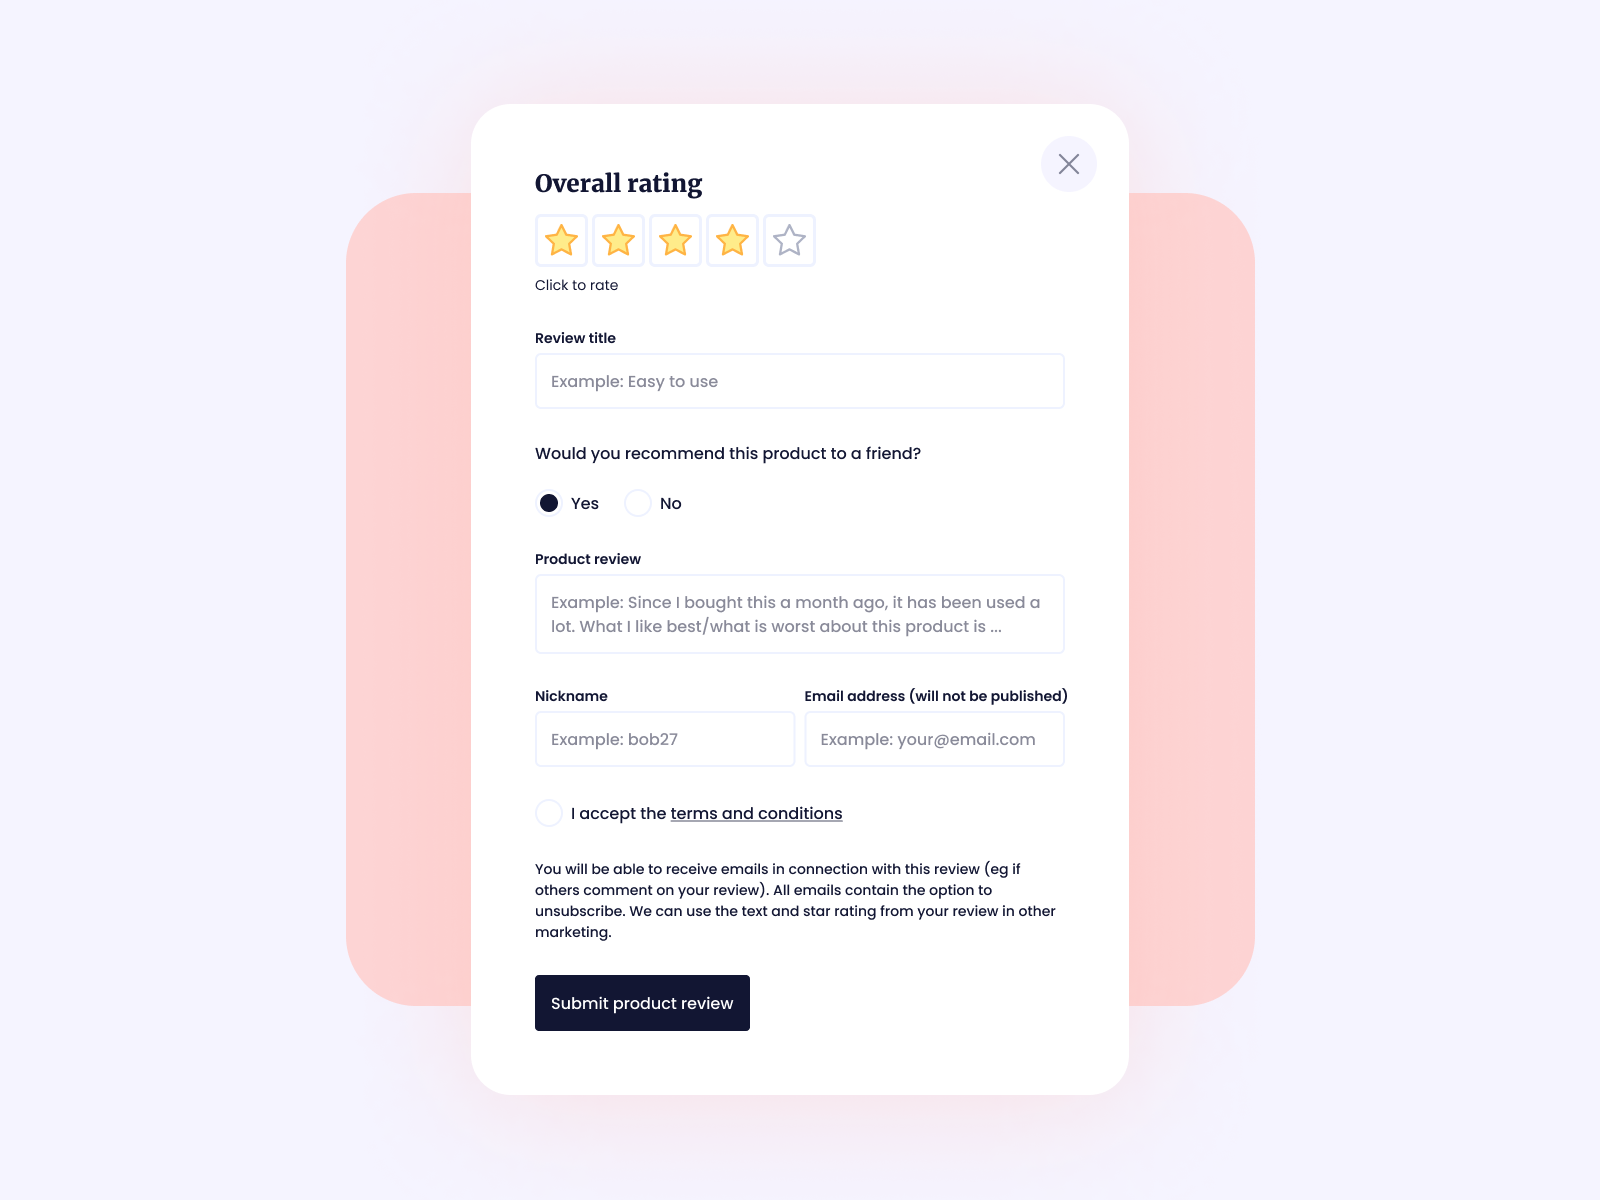 Overall rating
Click to rate
Review title
Example: Easy to use
Would you recommend this product to a friend?
Yes No
Product review
Example: Since I bought this a month ago, it has been used a
lot. What I like best/what is worst about this product is ...
Nickname Email address (will not be published)
Example: bob27 Example: your@email.com
I accept the terms and conditions
You will be able to receive emails in connection with this review (eg if
others comment on your review). All emails contain the option to
unsubscribe. We can use the text and star rating from your review in other
marketing.
Submit product review